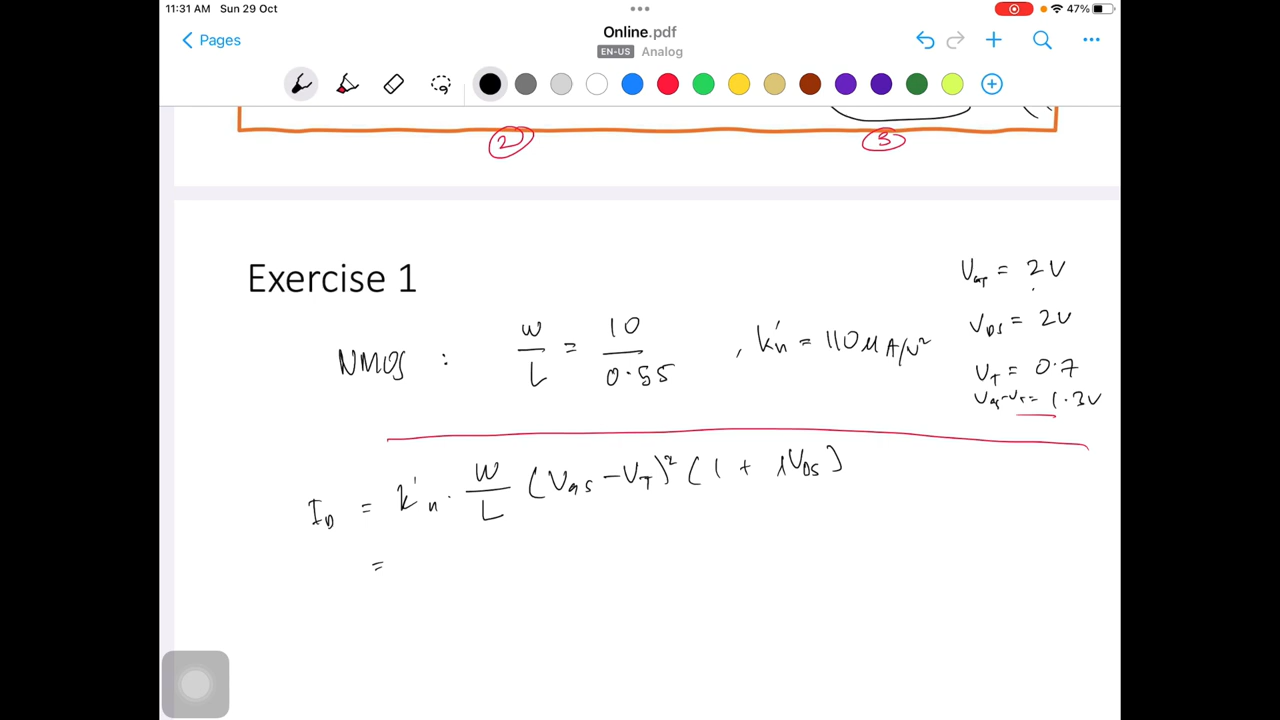 11:31 AM Sun 29 Oct
47%
Pages
Online.pdf
EN-US Analog
2
3
Exercise 1
NMOS : W/L = 10/0.55 , k'n = 110 μA/V²
VGT = 2V
VDS = 2V
VT = 0.7
VGS-VT = 1.3V
ID = k'n . W/L (VGS - VT)² (1 + λVDS)
=